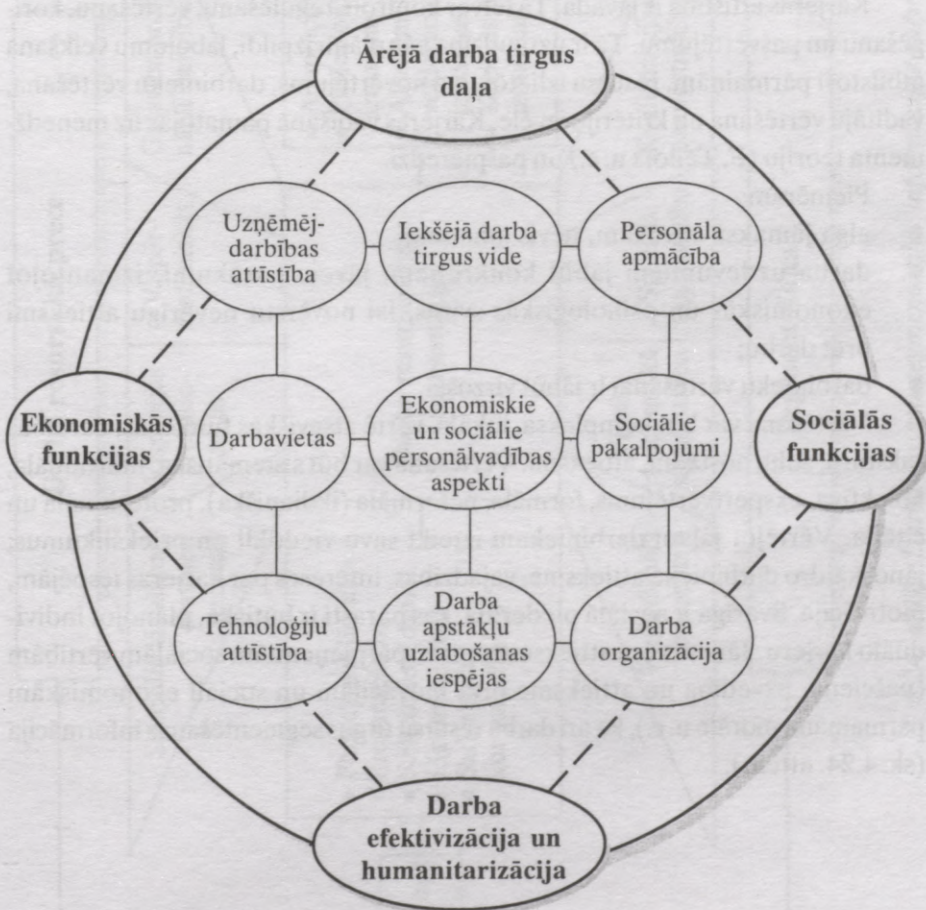 Ārējā darba tirgus
daļa
Uzņēmēj-
darbības
attīstība
Iekšējā darba
tirgus vide
Personāla
apmācība
Ekonomiskās
funkcijas
Darbavietas
Ekonomiskie
un sociālie
personālvadības
aspekti
Sociālie
pakalpojumi
Sociālās
funkcijas
Tehnoloģiju
attīstība
Darba
apstākļu
uzlabošanas
iespējas
Darba
organizācija
Darba
efektivizācija un
humanitarizācija